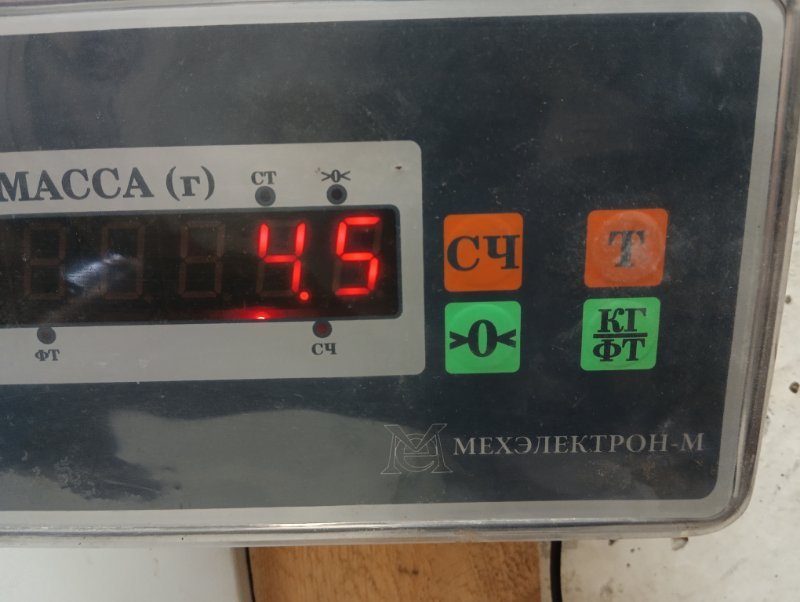 МАССА (г)
СТ
>0<
4.5
ФТ
СЧ
СЧ
Т
>0<
КГ
ФТ
МЕХЭЛЕКТРОН-М